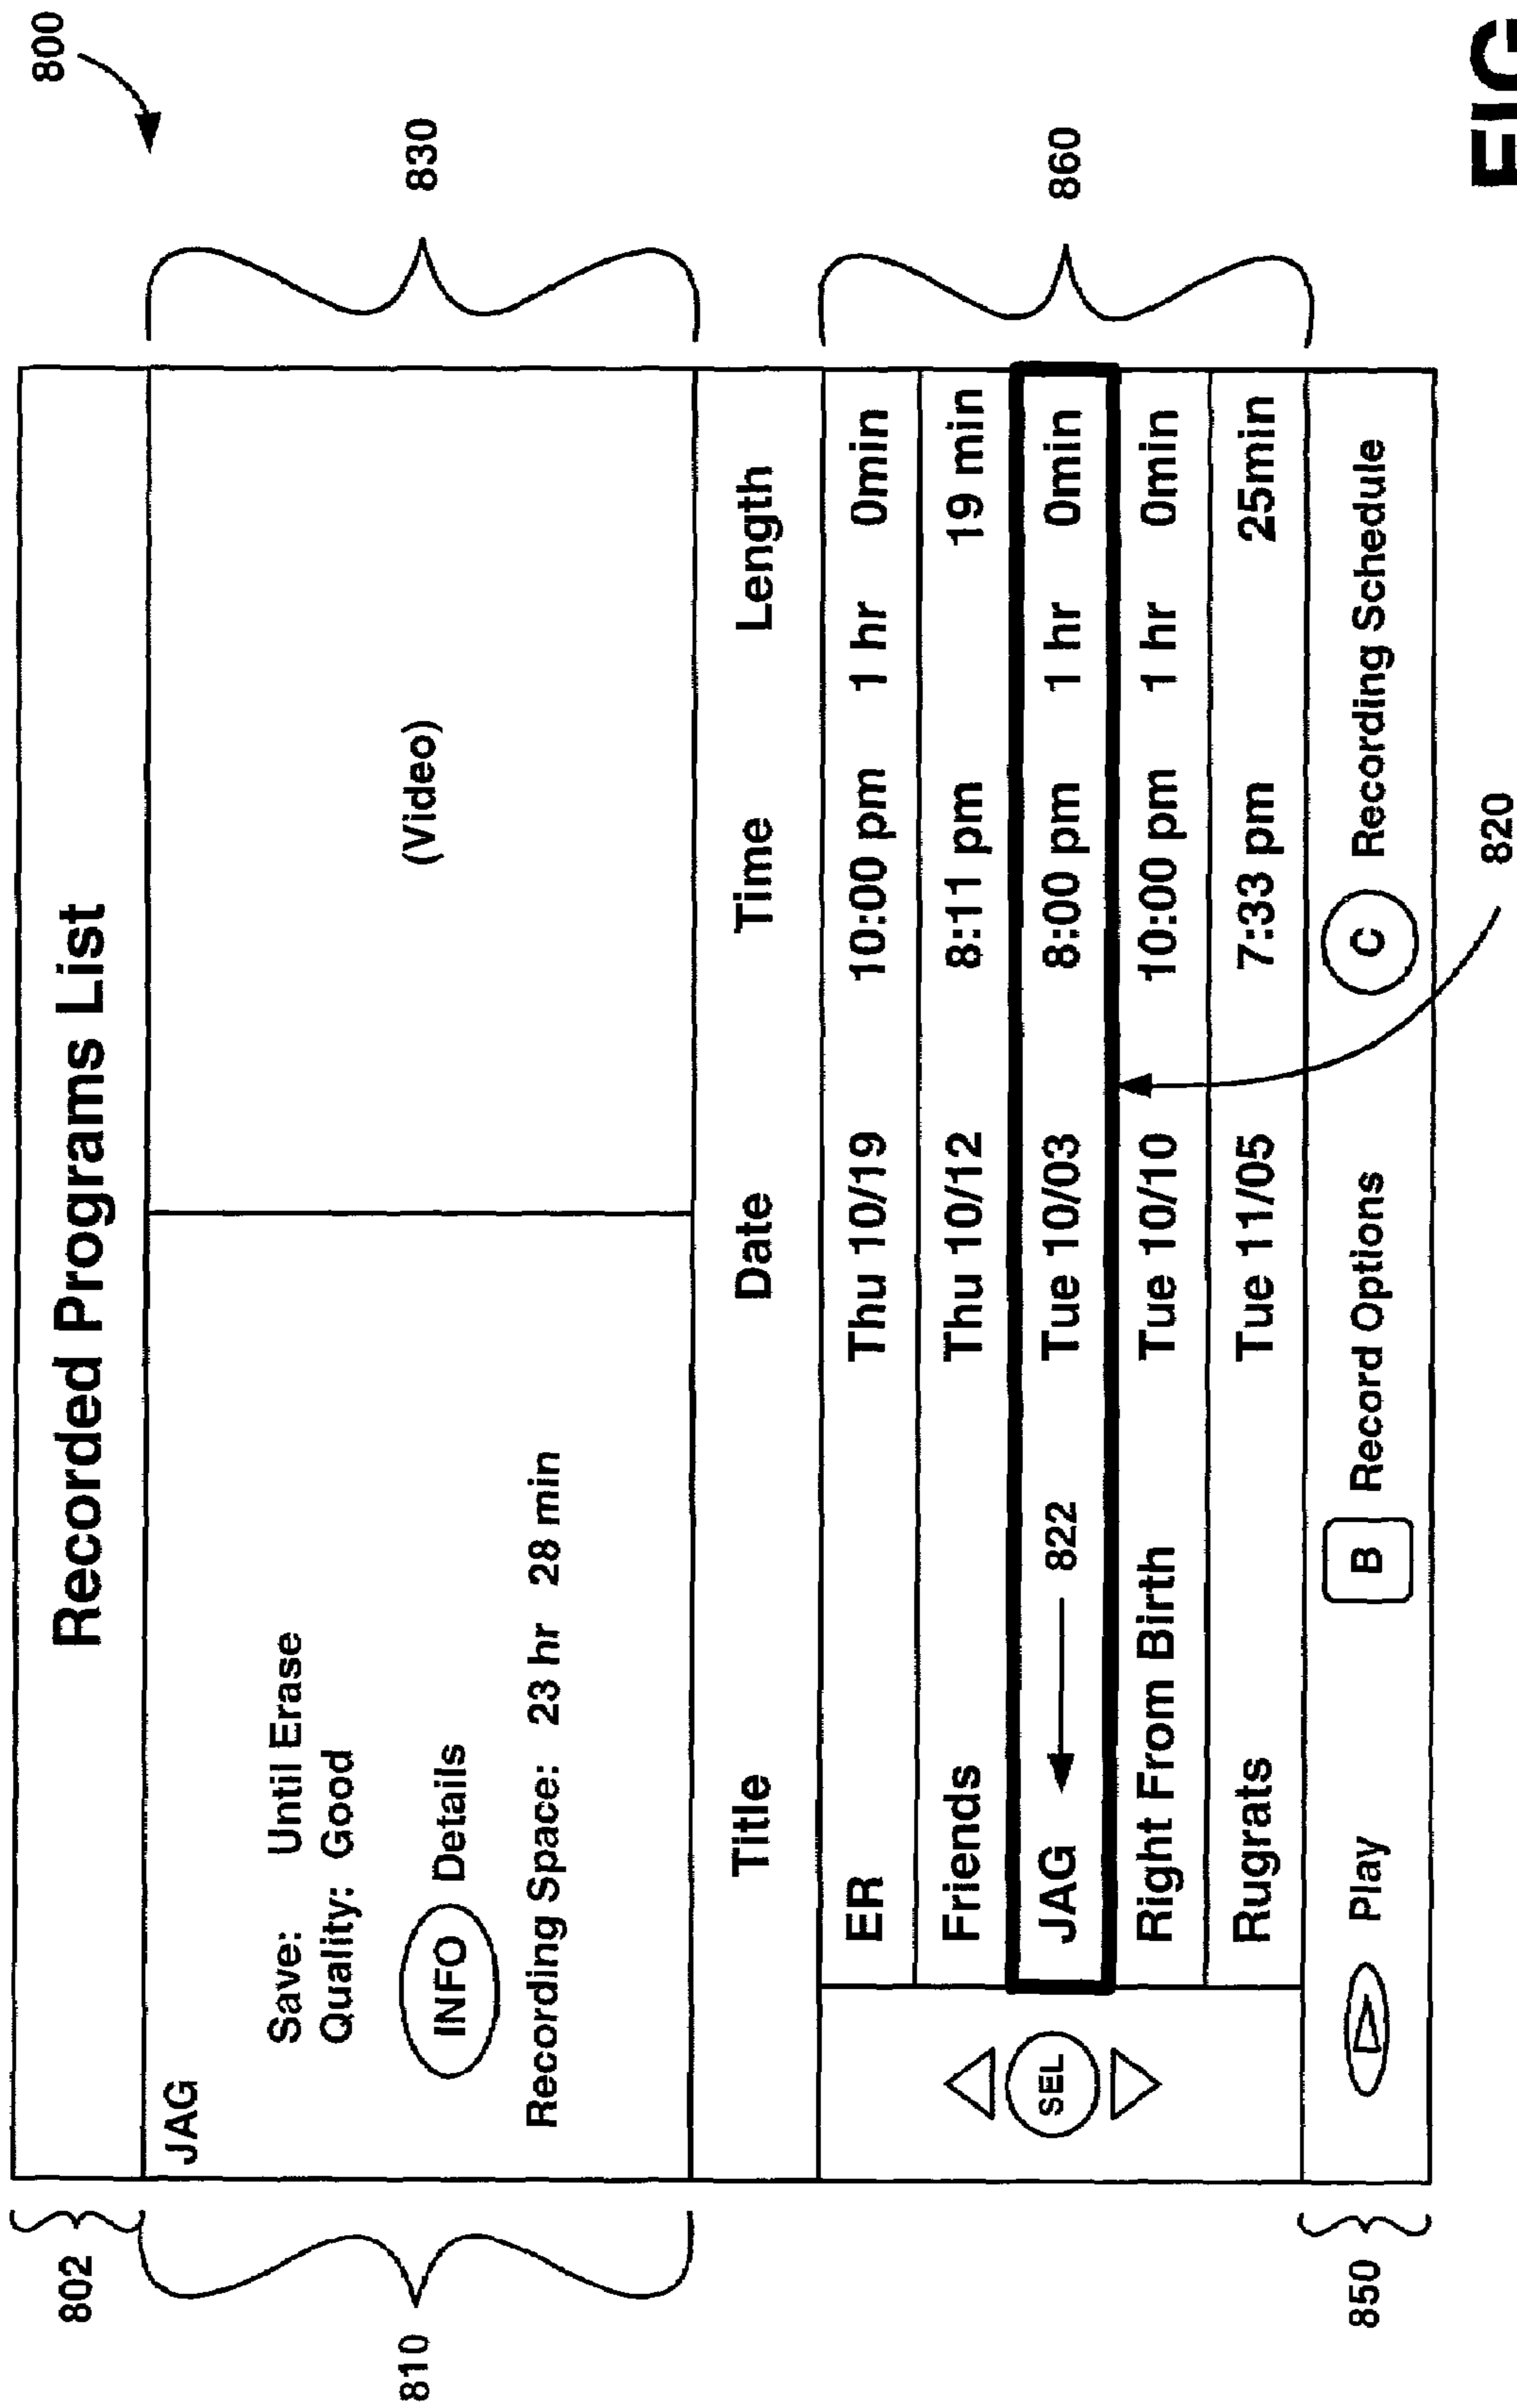 800
802
Recorded Programs List
810
JAG
Save: Until Erase
Quality: Good
INFO Details
Recording Space: 23 hr 28 min
(Video)
830
Title Date Time Length
ER Thu 10/19 10:00 pm 1 hr 0min
Friends Thu 10/12 8:11 pm 19 min
SEL
JAG 822 Tue 10/03 8:00 pm 1 hr 0min
Right From Birth Tue 10/10 10:00 pm 1 hr 0min
Rugrats Tue 11/05 7:33 pm 25min
860
850
Play B Record Options C Recording Schedule
820
FIG